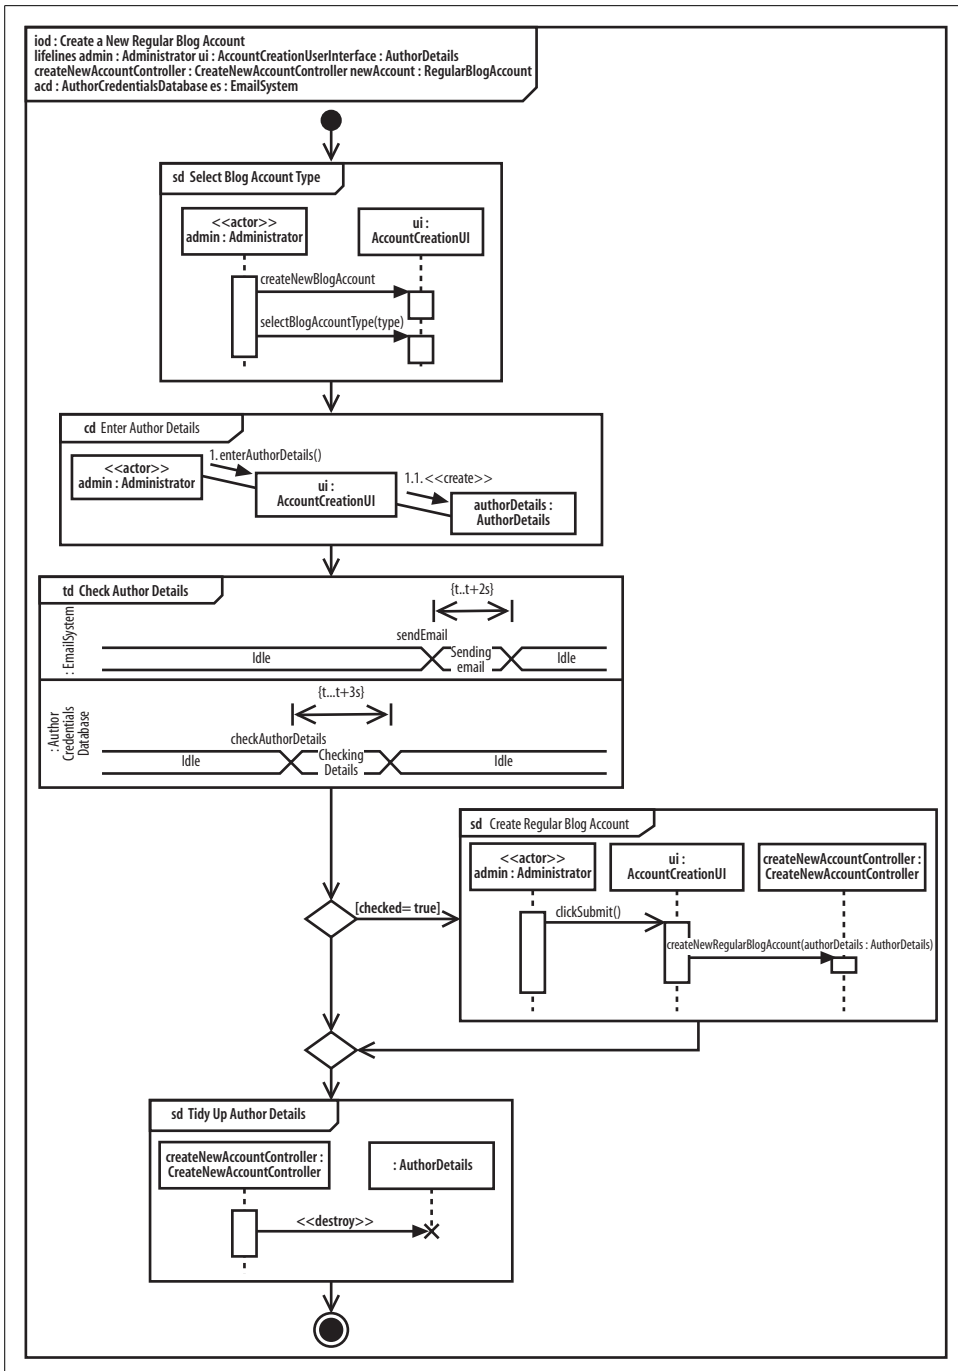 iod : Create a New Regular Blog Account
lifelines admin : Administrator ui : AccountCreationUserInterface : AuthorDetails
createNewAccountController : CreateNewAccountController newAccount : RegularBlogAccount
acd : AuthorCredentialsDatabase es : EmailSystem
sd Select Blog Account Type
<<actor>>
admin : Administrator
ui :
AccountCreationUI
createNewBlogAccount
selectBlogAccountType(type)
cd Enter Author Details
<<actor>>
admin : Administrator
1. enterAuthorDetails()
ui :
AccountCreationUI
1.1. <<create>>
authorDetails :
AuthorDetails
td Check Author Details
: EmailSystem
{t..t+2s}
sendEmail
Idle
Sending
email
Idle
: Author
Credentials
Database
{t...t+3s}
checkAuthorDetails
Idle
Checking
Details
Idle
sd Create Regular Blog Account
<<actor>>
admin : Administrator
ui :
AccountCreationUI
createNewAccountController :
CreateNewAccountController
[checked= true]
clickSubmit()
createNewRegularBlogAccount(authorDetails : AuthorDetails)
sd Tidy Up Author Details
createNewAccountController :
CreateNewAccountController
: AuthorDetails
<<destroy>>